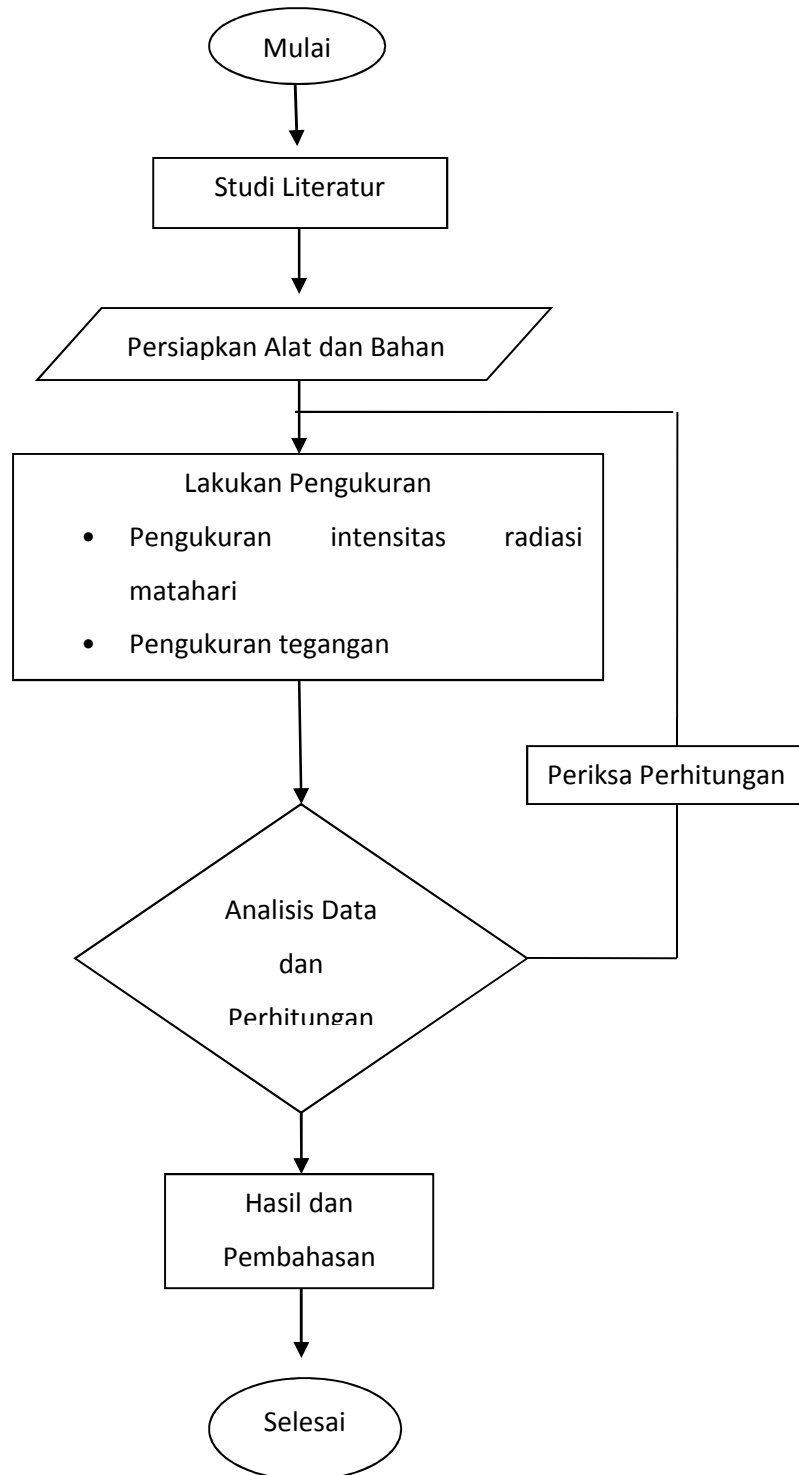 Mulai
Studi Literatur
Persiapkan Alat dan Bahan
Lakukan Pengukuran
• Pengukuran intensitas radiasi
matahari
• Pengukuran tegangan
Periksa Perhitungan
Analisis Data
dan
Perhitungan
Hasil dan
Pembahasan
Selesai